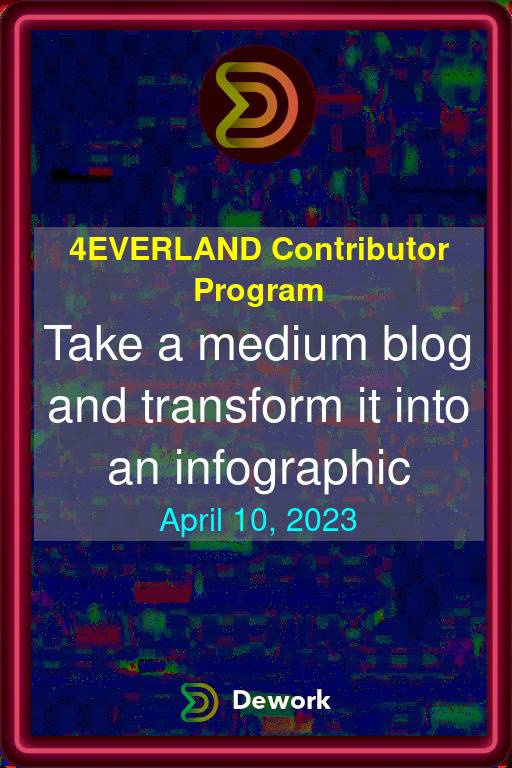 4EVERLAND Contributor
Program
Take a medium blog
and transform it into
an infographic
April 10, 2023
Dework